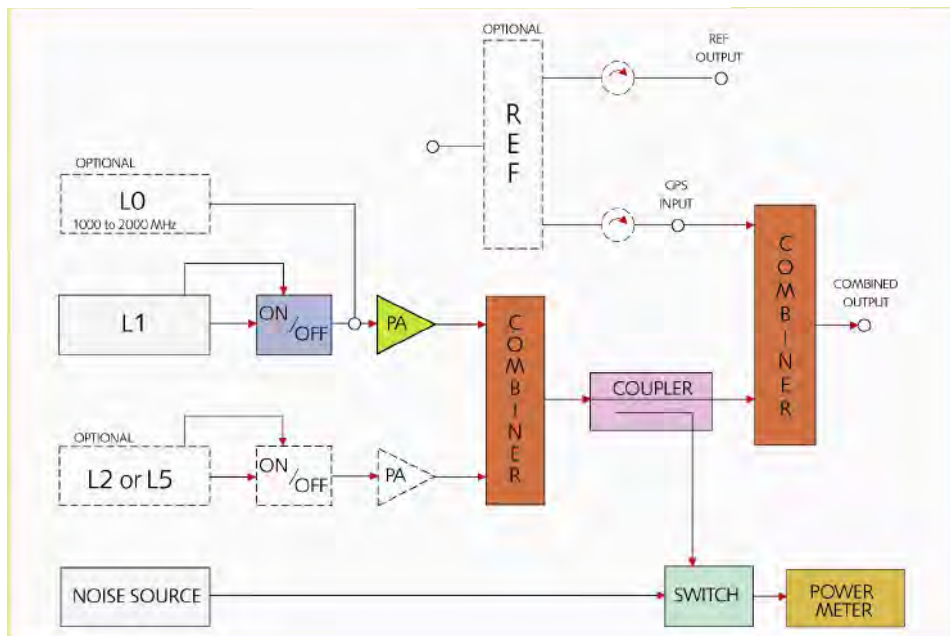 OPTIONAL
REF
OUTPUT
REF
GPS
INPUT
OPTIONAL
L0
1000 to 2000 MHz
COMBINER
COMBINED
OUTPUT
L1
ON
/OFF
PA
COMBINER
COUPLER
OPTIONAL
L2 or L5
ON
/OFF
PA
NOISE SOURCE
SWITCH
POWER
METER